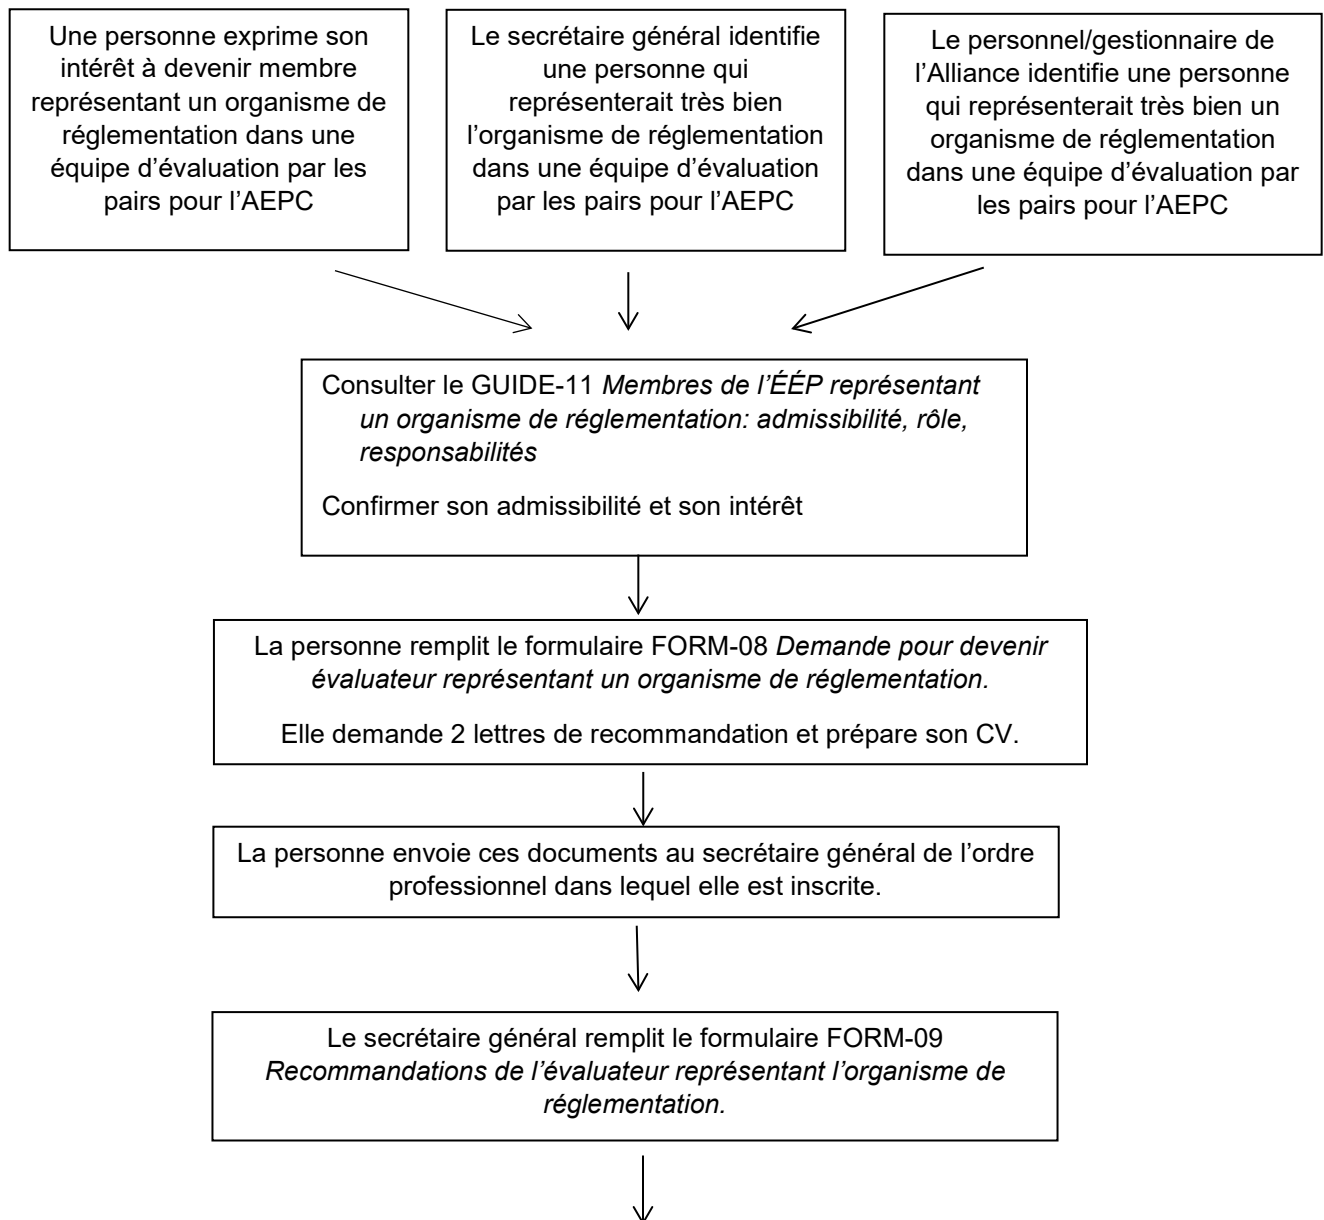 Une personne exprime son
intérêt à devenir membre
représentant un organisme de
réglementation dans une
équipe d’évaluation par les
pairs pour l’AEPC
Le secrétaire général identifie
une personne qui
représenterait très bien
l’organisme de réglementation
dans une équipe d’évaluation
par les pairs pour l’AEPC
Le personnel/gestionnaire de
l’Alliance identifie une personne
qui représenterait très bien un
organisme de réglementation
dans une équipe d’évaluation par
les pairs pour l’AEPC
Consulter le GUIDE-11 Membres de l’ÉÉP représentant
un organisme de réglementation: admissibilité, rôle,
responsabilités
Confirmer son admissibilité et son intérêt
La personne remplit le formulaire FORM-08 Demande pour devenir
évaluateur représentant un organisme de réglementation.
Elle demande 2 lettres de recommandation et prépare son CV.
La personne envoie ces documents au secrétaire général de l’ordre
professionnel dans lequel elle est inscrite.
Le secrétaire général remplit le formulaire FORM-09
Recommandations de l’évaluateur représentant l’organisme de
réglementation.